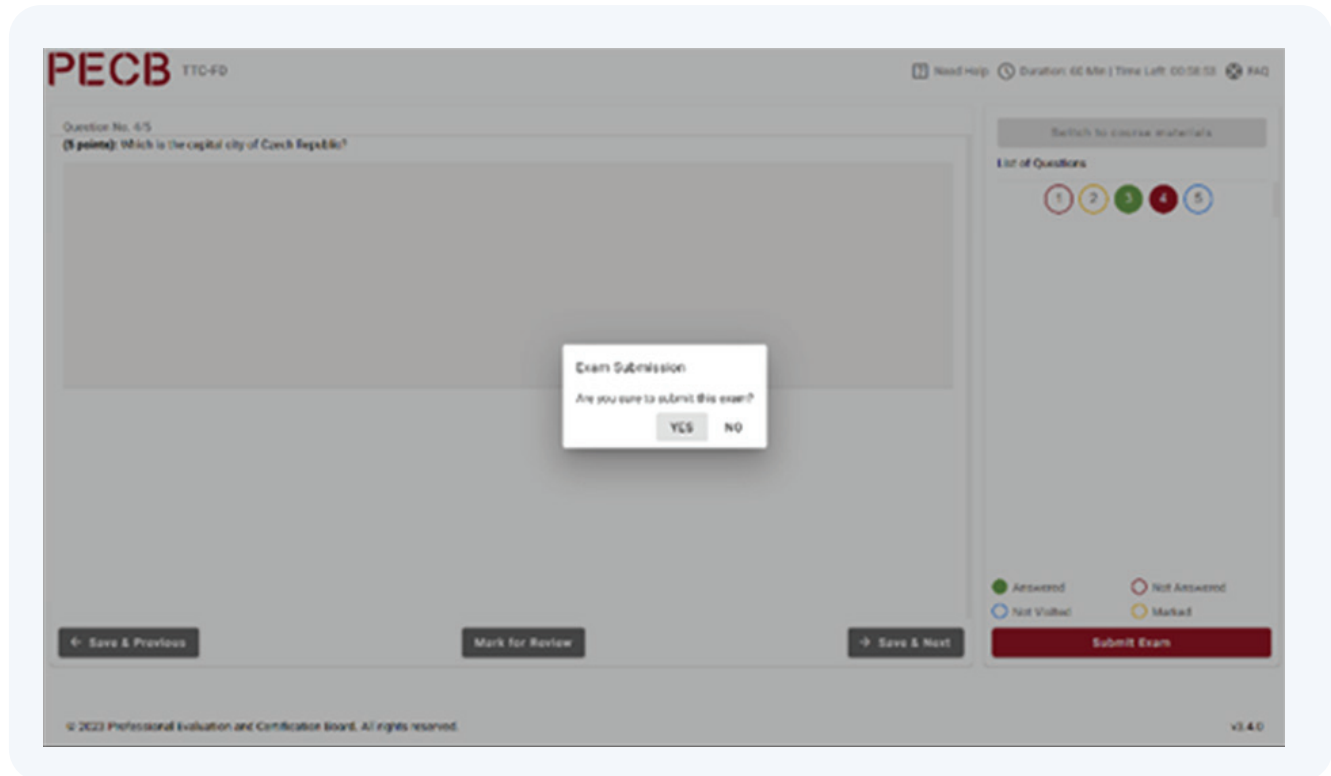 PECB TTC-FD
Need Help Duration: 60 Min | Time Left: 00:58:53 FAQ
Question No. 4/5
(5 points): Which is the capital city of Czech Republic?
Switch to course materials
List of Questions
1 2 3 4 5
Exam Submission
Are you sure to submit this exam?
YES NO
Answered Not Answered
Not Visited Marked
← Save & Previous Mark for Review → Save & Next Submit Exam
© 2023 Professional Evaluation and Certification Board. All rights reserved. v3.4.0